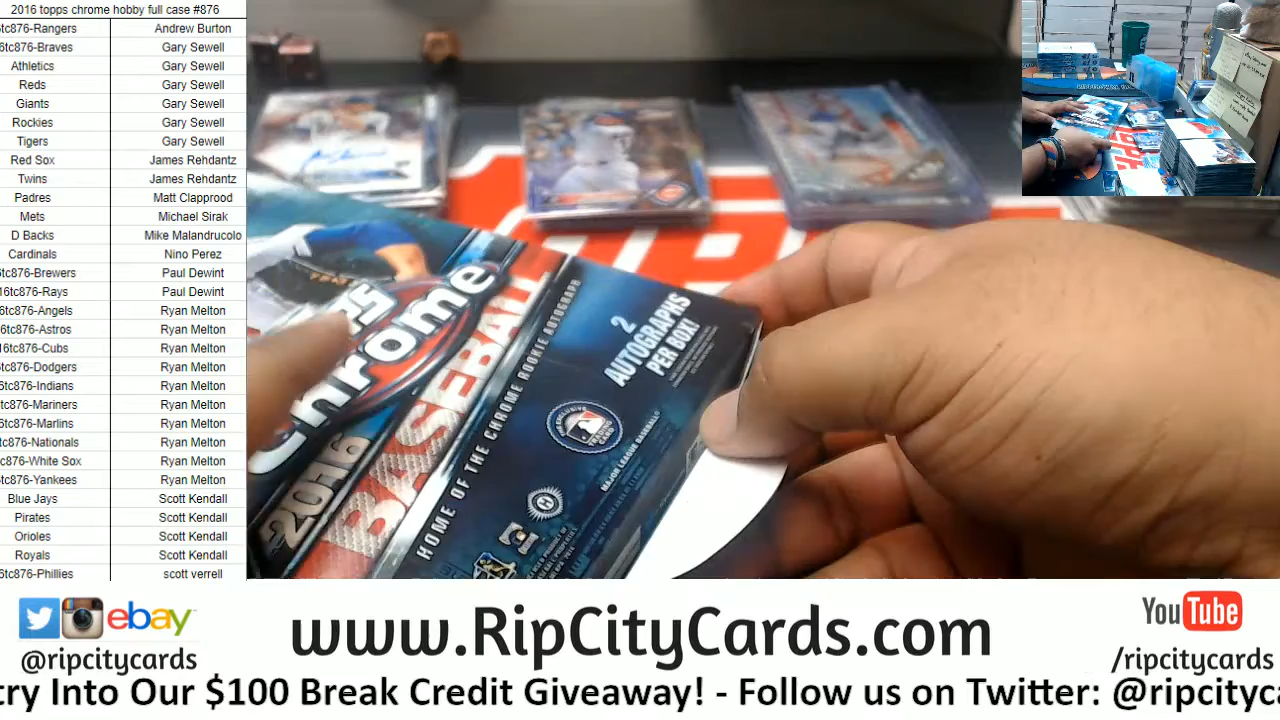 2016 topps chrome hobby full case #876
tc876-Rangers Andrew Burton
6tc876-Braves Gary Sewell
Athletics Gary Sewell
Reds Gary Sewell
Giants Gary Sewell
Rockies Gary Sewell
Tigers Gary Sewell
Red Sox James Rehdantz
Twins James Rehdantz
Padres Matt Clapprood
Mets Michael Sirak
D Backs Mike Malandrucolo
Cardinals Nino Perez
6tc876-Brewers Paul Dewint
16tc876-Rays Paul Dewint
16tc876-Angels Ryan Melton
6tc876-Astros Ryan Melton
16tc876-Cubs Ryan Melton
6tc876-Dodgers Ryan Melton
6tc876-Indians Ryan Melton
6tc876-Mariners Ryan Melton
6tc876-Marlins Ryan Melton
tc876-Nationals Ryan Melton
c876-White Sox Ryan Melton
tc876-Yankees Ryan Melton
Blue Jays Scott Kendall
Pirates Scott Kendall
Orioles Scott Kendall
Royals Scott Kendall
6tc876-Phillies scott verrell
Chrome
2016
BASEBALL
HOME OF THE CHROME ROOKIE AUTOGRAPH
2
AUTOGRAPHS
PER BOX!
MAJOR LEAGUE BASEBALL
ebay
@ripcitycards
www.RipCityCards.com
YouTube
/ripcitycards
try Into Our $100 Break Credit Giveaway! - Follow us on Twitter: @ripcityca